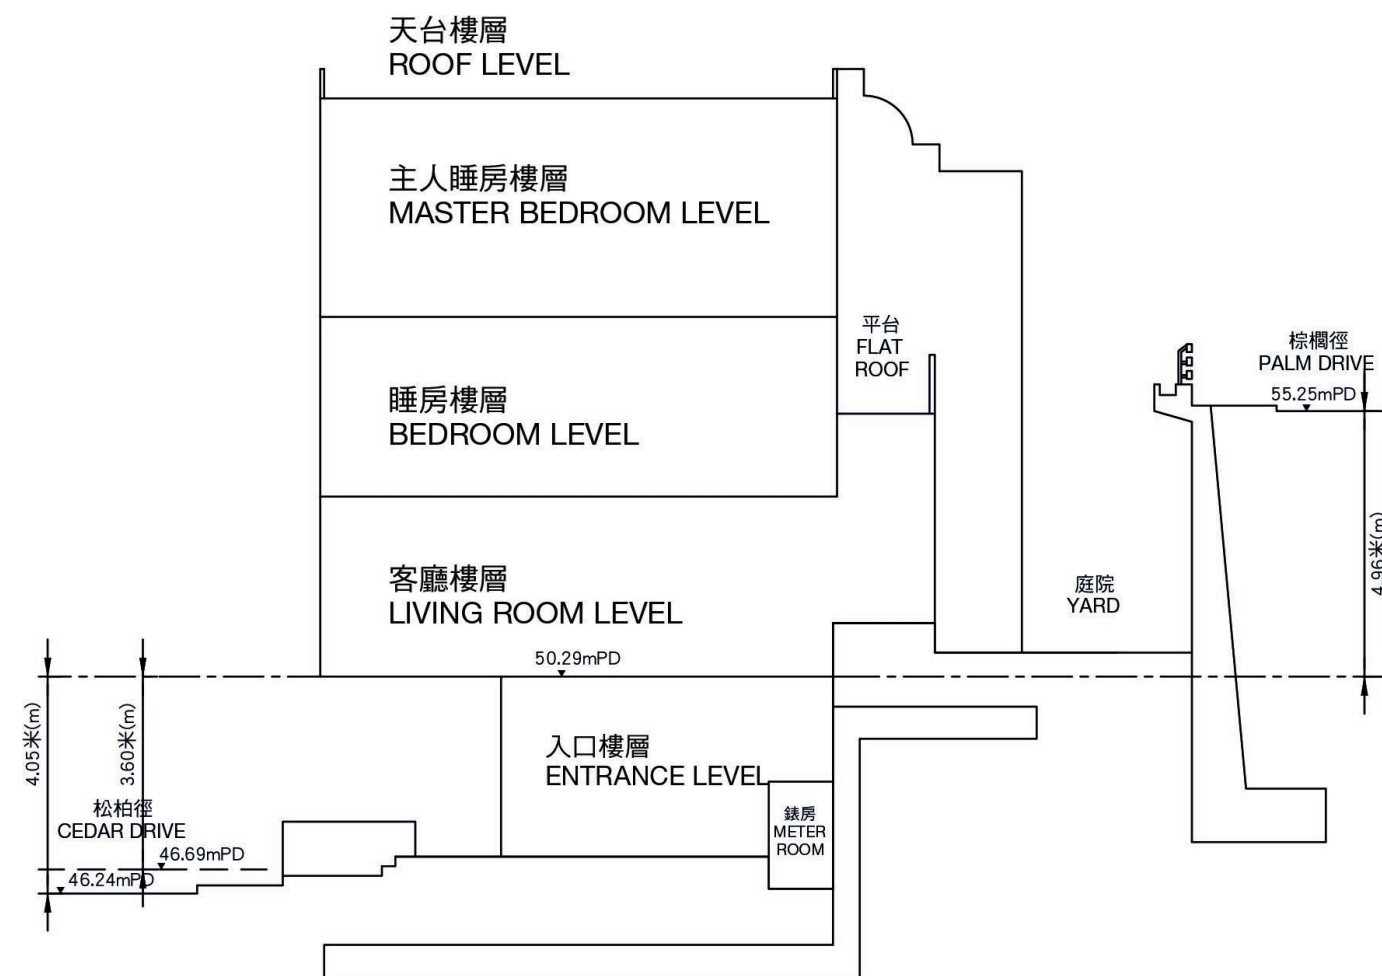 天台樓層
ROOF LEVEL
主人睡房樓層
MASTER BEDROOM LEVEL
平台
FLAT
ROOF
棕櫚徑
PALM DRIVE
55.25mPD
睡房樓層
BEDROOM LEVEL
4.96米(m)
客廳樓層
LIVING ROOM LEVEL
庭院
YARD
50.29mPD
4.05米(m)
3.60米(m)
入口樓層
ENTRANCE LEVEL
松柏徑
CEDAR DRIVE
錶房
METER
ROOM
46.69mPD
46.24mPD